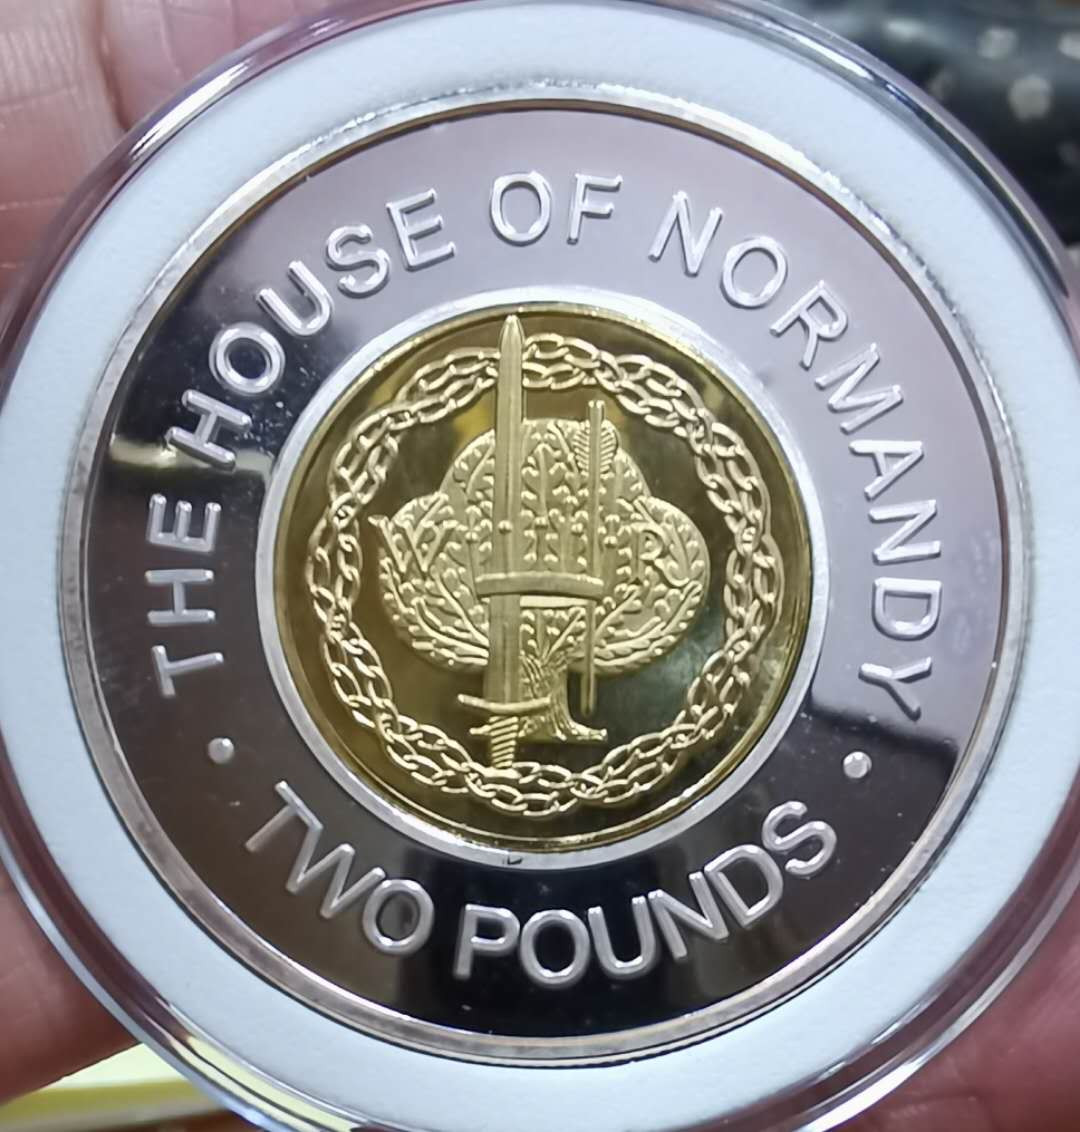 THE HOUSE OF NORMANDY
W R
· TWO POUNDS ·